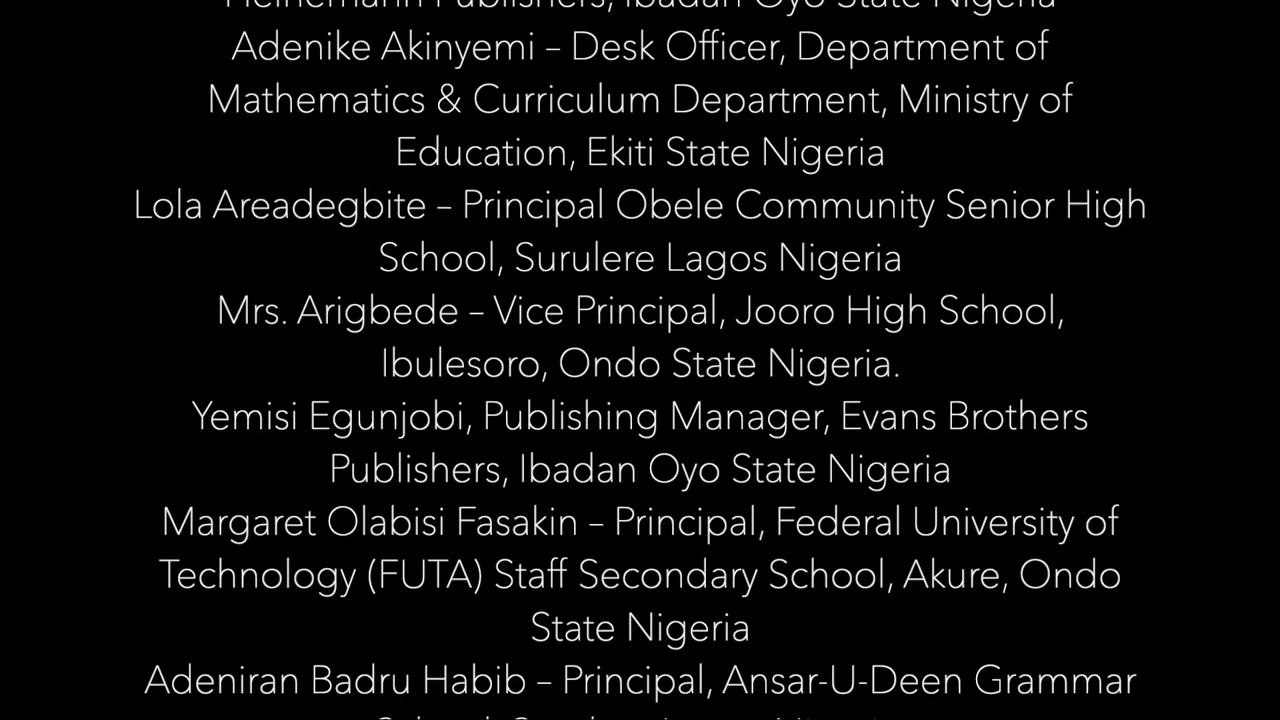 Heinemann Publishers, Ibadan Oyo State Nigeria
Adenike Akinyemi – Desk Officer, Department of
Mathematics & Curriculum Department, Ministry of
Education, Ekiti State Nigeria
Lola Areadegbite – Principal Obele Community Senior High
School, Surulere Lagos Nigeria
Mrs. Arigbede – Vice Principal, Jooro High School,
Ibulesoro, Ondo State Nigeria.
Yemisi Egunjobi, Publishing Manager, Evans Brothers
Publishers, Ibadan Oyo State Nigeria
Margaret Olabisi Fasakin – Principal, Federal University of
Technology (FUTA) Staff Secondary School, Akure, Ondo
State Nigeria
Adeniran Badru Habib – Principal, Ansar-U-Deen Grammar